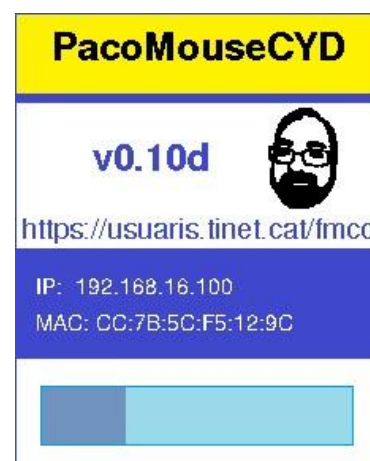 PacoMouseCYD
v0.10d
https://usuaris.tinet.cat/fmco
IP: 192.168.16.100
MAC: CC:7B:5C:F5:12:9C